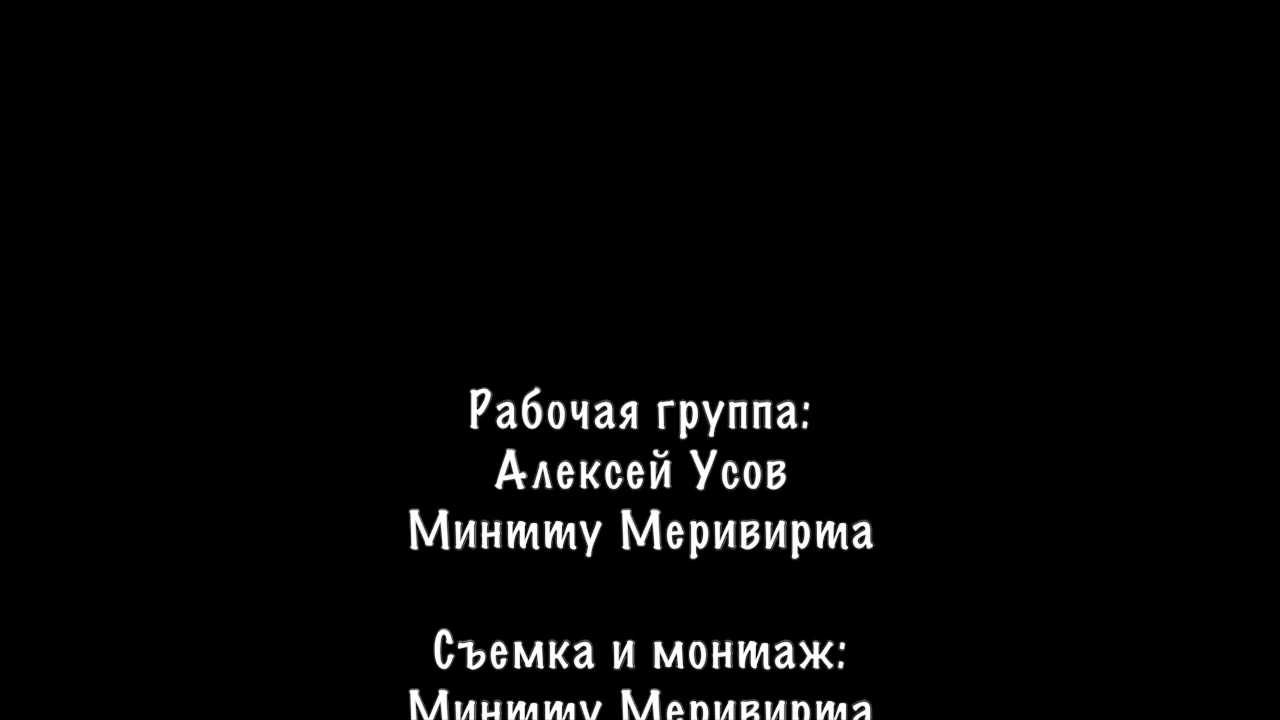 Рабочая группа:
Алексей Усов
Минтту Меривирта
Съемка и монтаж:
Минтту Меривирта